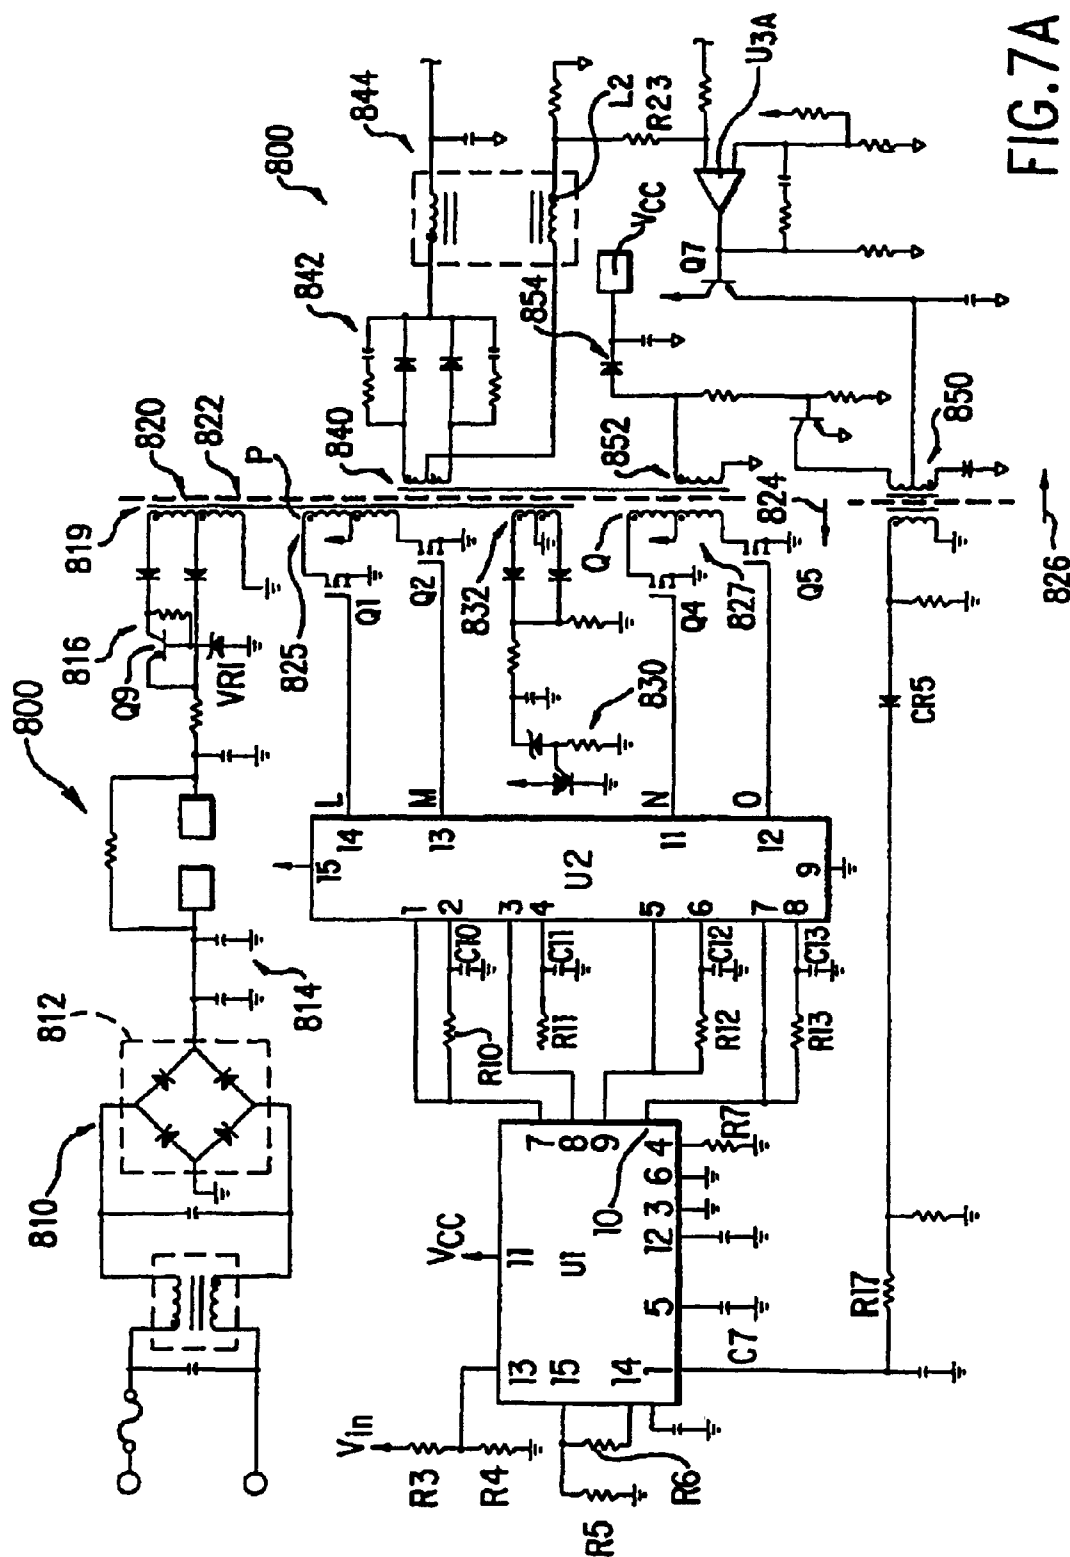 800
810
812
814
816
Q9
VR1
819
820
822
P
825
Q1
Q2
840
842
800
844
L2
R23
U3A
VCC
854
Q7
852
824
850
826
Q
832
830
Q4
827
Q5
CR5
L
M
N
O
15
14
13
11
12
9
U2
1
2
3
4
5
6
7
8
C10
C11
C12
C13
R10
R11
R12
R13
7
8
9
10
4
6
3
12
5
1
14
15
13
11
U1
VCC
R7
C7
R17
Vin
R3
R4
R5
R6
FIG.7A